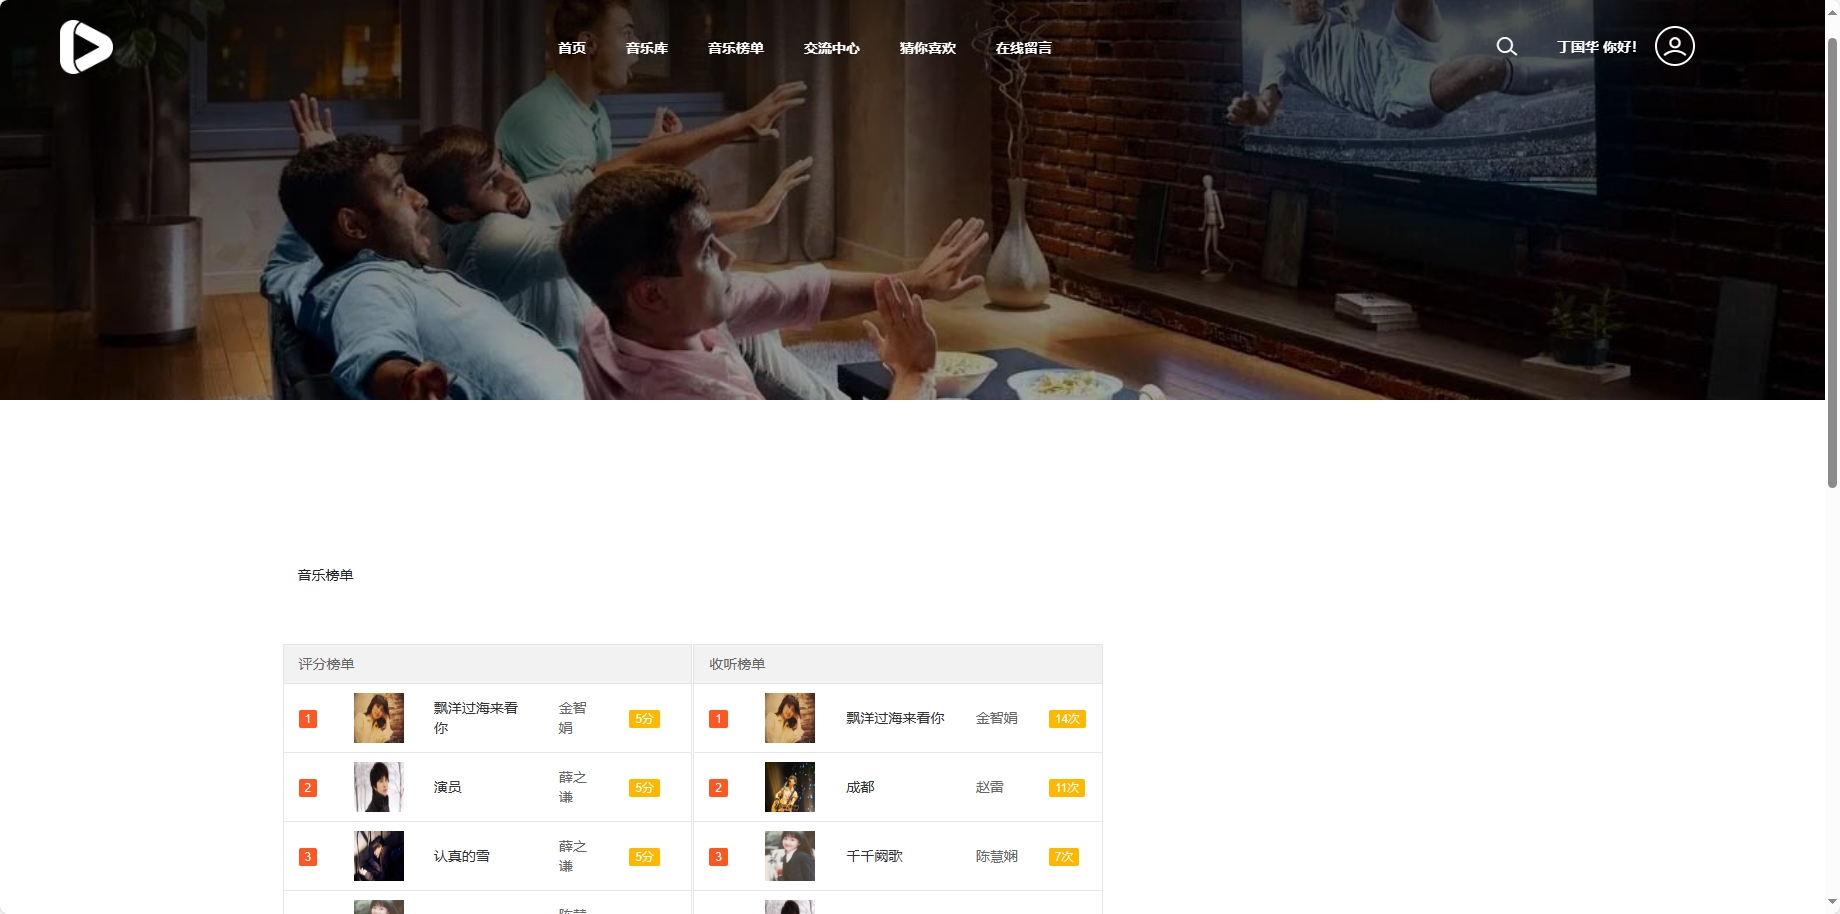 首页 音乐库 音乐榜单 交流中心 猜你喜欢 在线留言 丁国华 你好!
音乐榜单
评分榜单
1 飘洋过海来看
你 金智
娟 5分
2 演员 薛之
谦 5分
3 认真的雪 薛之
谦 5分
收听榜单
1 飘洋过海来看你 金智娟 14次
2 成都 赵雷 11次
3 千千阙歌 陈慧娴 7次